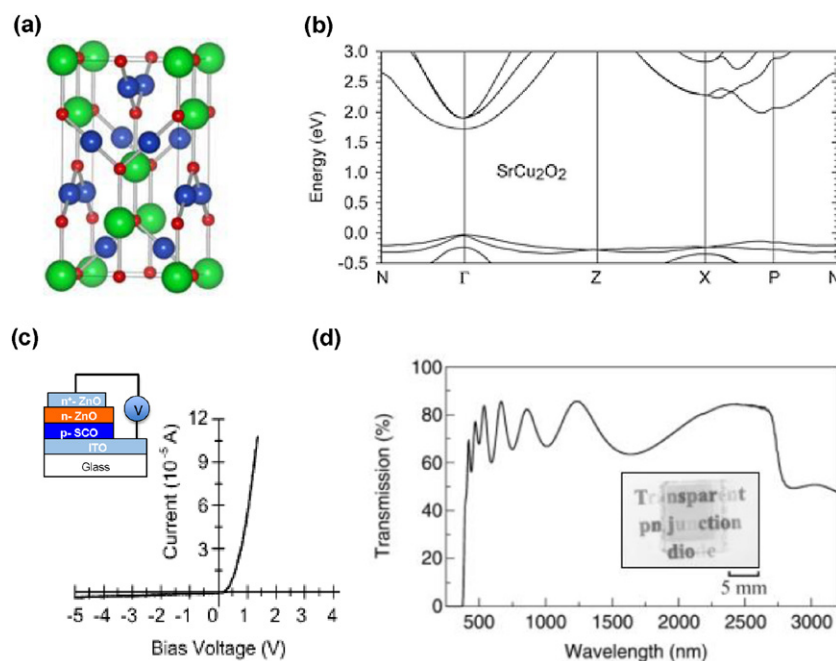 (a)
(b)
3.0
2.5
2.0
1.5
1.0
0.5
0.0
-0.5
Energy (eV)
SrCu₂O₂
N Γ Z X P N
(c)
n⁺- ZnO
n- ZnO
p- SCO
ITO
Glass
V
12
9
6
3
Current (10⁻⁵ A)
-5 -4 -3 -2 -1 0 1 2 3 4
Bias Voltage (V)
(d)
100
80
60
40
20
0
Transmission (%)
Transparent
pn junction
diode
5 mm
500 1000 1500 2000 2500 3000
Wavelength (nm)